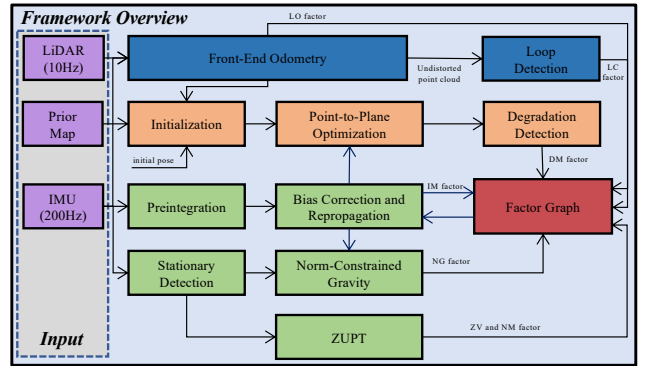 Framework Overview
LO factor
LiDAR
(10Hz)
Front-End Odometry
Undistorted
point cloud
Loop
Detection
LC
factor
Prior
Map
Initialization
Point-to-Plane
Optimization
Degradation
Detection
initial pose
DM factor
IMU
(200Hz)
Preintegration
Bias Correction and
Repropagation
IM factor
Factor Graph
Stationary
Detection
Norm-Constrained
Gravity
NG factor
Input
ZUPT
ZV and NM factor